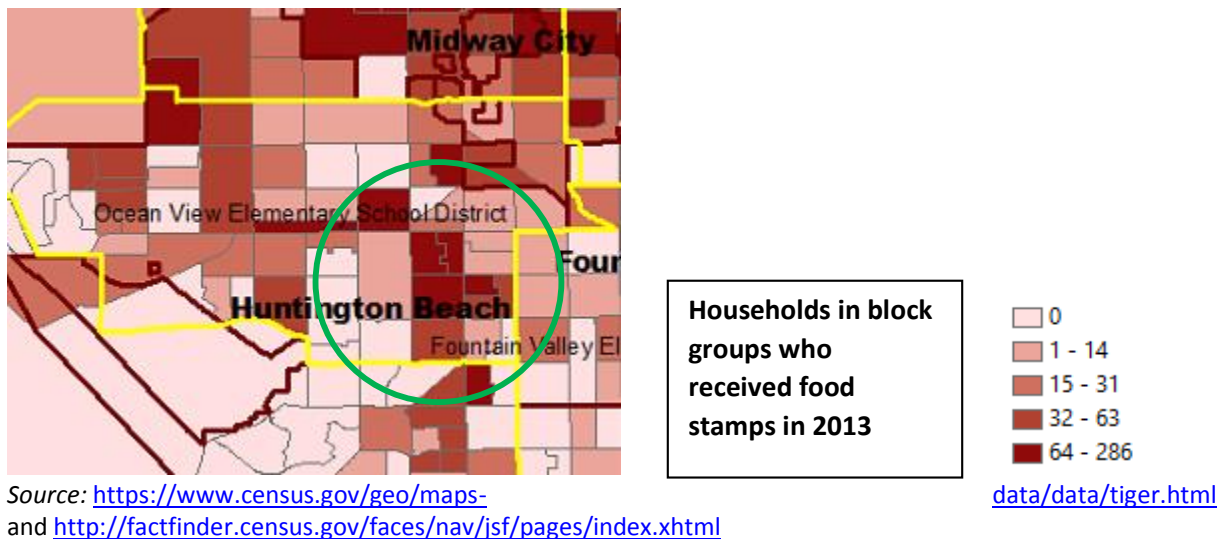 Midway City
Ocean View Elementary School District
Foun
Huntington Beach
Fountain Valley El
Households in block
groups who
received food
stamps in 2013
0
1 - 14
15 - 31
32 - 63
64 - 286
Source: https://www.census.gov/geo/maps- data/data/tiger.html
and http://factfinder.census.gov/faces/nav/jsf/pages/index.xhtml